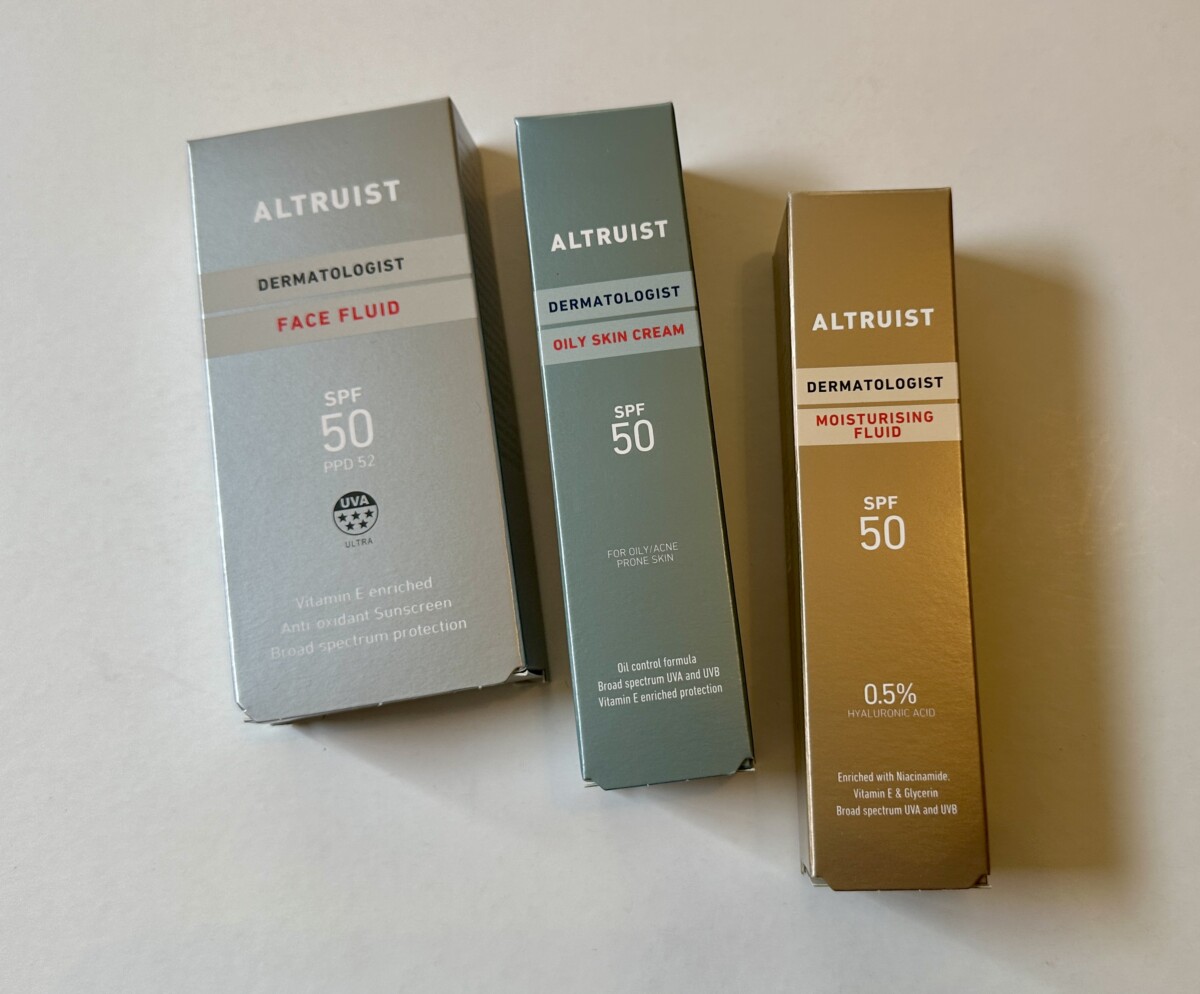 ALTRUIST
DERMATOLOGIST
FACE FLUID
SPF
50
PPD 52
UVA
ULTRA
Vitamin E enriched
Anti oxidant Sunscreen
Broad spectrum protection
ALTRUIST
DERMATOLOGIST
OILY SKIN CREAM
SPF
50
FOR OILY/ACNE
PRONE SKIN
Oil control formula
Broad spectrum UVA and UVB
Vitamin E enriched protection
ALTRUIST
DERMATOLOGIST
MOISTURISING
FLUID
SPF
50
0.5%
HYALURONIC ACID
Enriched with Niacinamide,
Vitamin E & Glycerin
Broad spectrum UVA and UVB